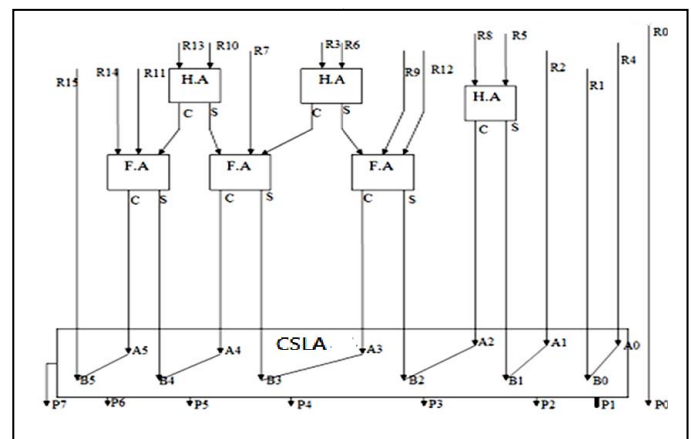 R0
R13 R10 R3 R6 R8 R5
R15 R14 R11 R7 R9 R12 R2 R1 R4
H.A H.A H.A
C S C S C S
F.A F.A F.A
C S C S C S
CSLA
A5 A4 A3 A2 A1 A0
B5 B4 B3 B2 B1 B0
P7 P6 P5 P4 P3 P2 P1 P0